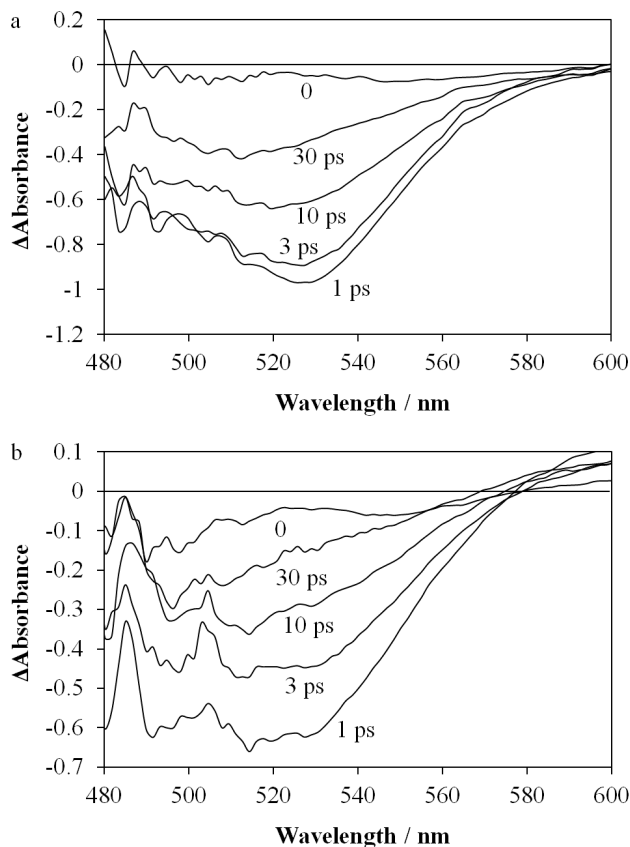 a
0.2
0
-0.2
-0.4
-0.6
-0.8
-1
-1.2
ΔAbsorbance
0
30 ps
10 ps
3 ps
1 ps
480 500 520 540 560 580 600
Wavelength / nm
b
0.1
0
-0.1
-0.2
-0.3
-0.4
-0.5
-0.6
-0.7
ΔAbsorbance
0
30 ps
10 ps
3 ps
1 ps
480 500 520 540 560 580 600
Wavelength / nm